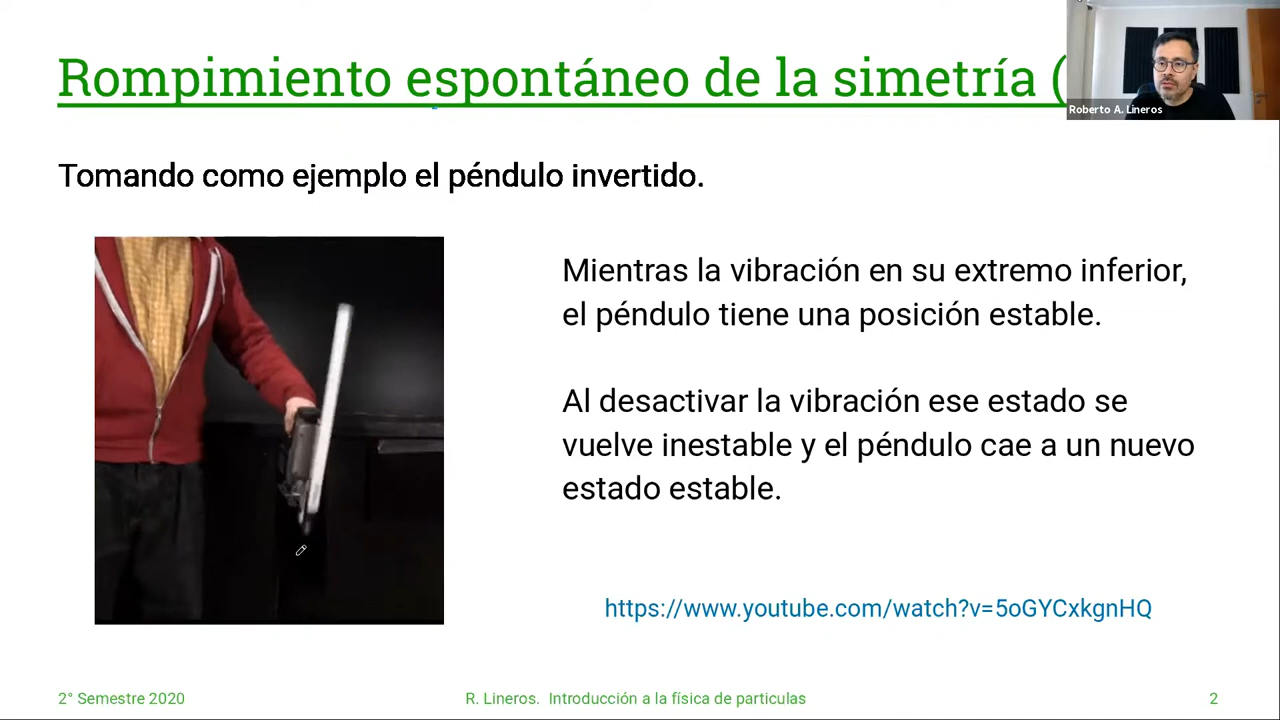 Rompimiento espontáneo de la simetría (
Roberto A. Lineros
Tomando como ejemplo el péndulo invertido.
Mientras la vibración en su extremo inferior,
el péndulo tiene una posición estable.
Al desactivar la vibración ese estado se
vuelve inestable y el péndulo cae a un nuevo
estado estable.
https://www.youtube.com/watch?v=5oGYCxkgnHQ
2° Semestre 2020
R. Lineros. Introducción a la física de particulas
2